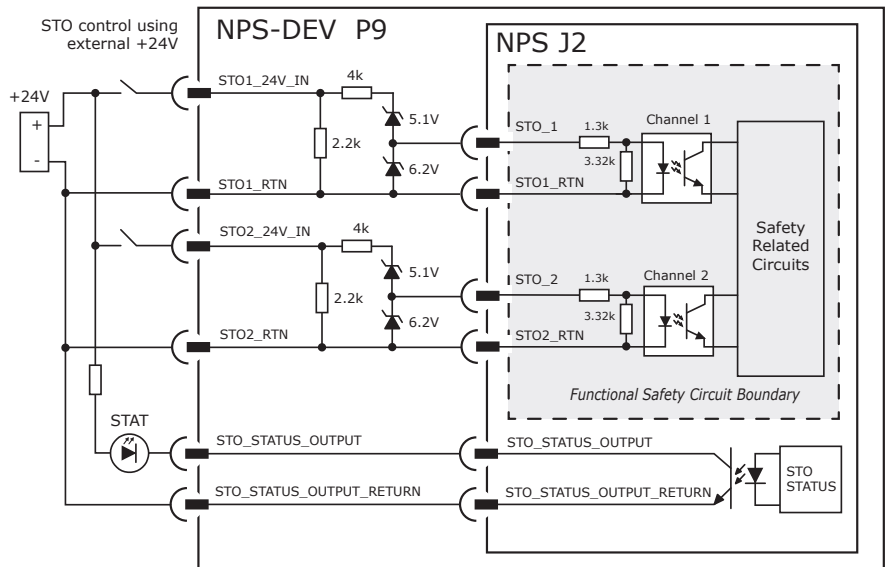 STO control using
external +24V
NPS-DEV P9
NPS J2
+24V
+
-
STO1_24V_IN
4k
5.1V
2.2k
6.2V
STO1_RTN
STO_1
1.3k
3.32k
Channel 1
STO1_RTN
Safety
Related
Circuits
STO2_24V_IN
4k
5.1V
2.2k
6.2V
STO2_RTN
STO_2
1.3k
3.32k
Channel 2
STO2_RTN
Functional Safety Circuit Boundary
STAT
STO_STATUS_OUTPUT
STO_STATUS_OUTPUT
STO
STATUS
STO_STATUS_OUTPUT_RETURN
STO_STATUS_OUTPUT_RETURN